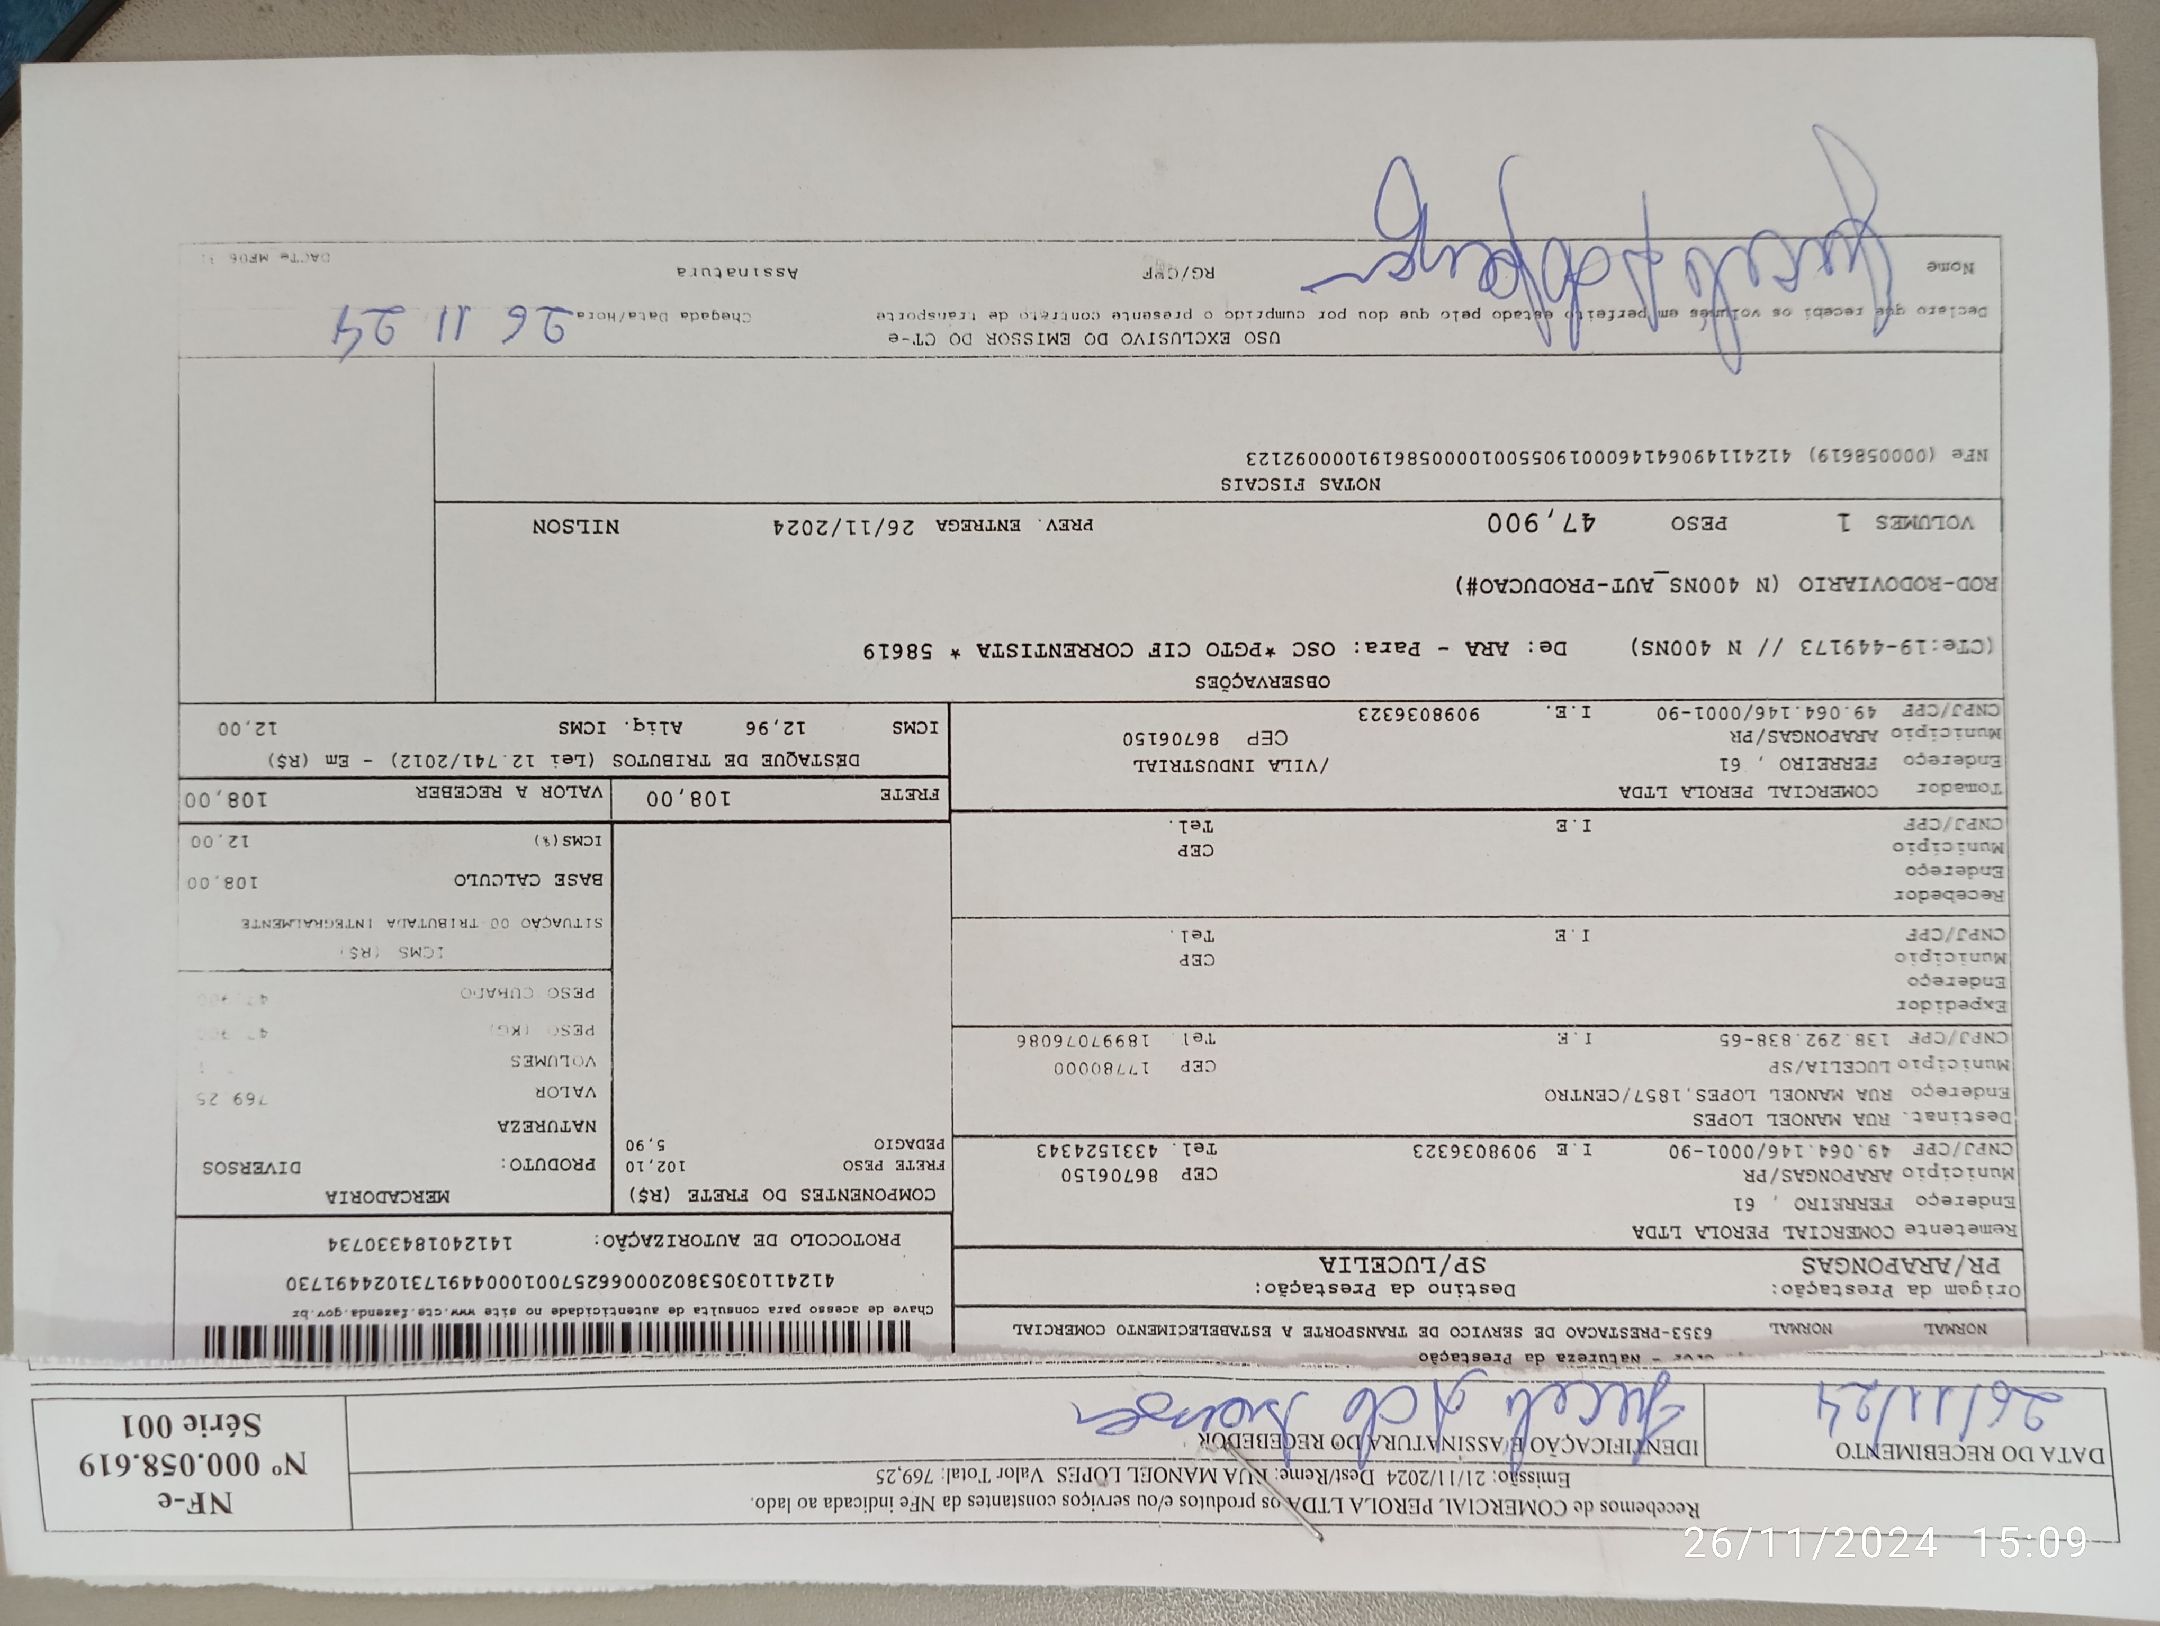 Recebemos de COMERCIAL PEROLA LTDA os produtos e/ou serviços constantes da NFe indicada ao lado.
Emissão: 21/11/2024 Dest/Reme: RUA MANOEL LOPES Valor Total: 769,25
NF-e
Nº 000.058.619
Série 001
DATA DO RECEBIMENTO
26/11/24
IDENTIFICAÇÃO E ASSINATURA DO RECEBEDOR
- Natureza da Prestação
NORMAL NORMAL 6353-PRESTACAO DE SERVICO DE TRANSPORTE A ESTABELECIMENTO COMERCIAL
Chave de acesso para consulta de autenticidade no site www.cte.fazenda.gov.br
41241103053802000662570010004491731024491730
PROTOCOLO DE AUTORIZAÇÃO: 141240184330734
Origem da Prestação: Destino da Prestação:
PR/ARAPONGAS SP/LUCELIA
Remetente COMERCIAL PEROLA LTDA
Endereço FERREIRO , 61
Municipio ARAPONGAS/PR CEP 86706150
CNPJ/CPF 49.064.146/0001-90 I.E 9098036323 Tel. 4331524343
Destinat. RUA MANOEL LOPES
Endereço RUA MANOEL LOPES,1857/CENTRO
Municipio LUCELIA/SP CEP 17780000
CNPJ/CPF 138.292.838-65 I.E Tel. 18997076086
Expedidor
Endereço
Municipio CEP
CNPJ/CPF I.E Tel.
Recebedor
Endereço
Municipio CEP
CNPJ/CPF I.E Tel.
Tomador COMERCIAL PEROLA LTDA
Endereço FERREIRO , 61 /VILA INDUSTRIAL
Municipio ARAPONGAS/PR CEP 86706150
CNPJ/CPF 49.064.146/0001-90 I.E. 9098036323
COMPONENTES DO FRETE (R$)
FRETE PESO 102,10
PEDAGIO 5,90
MERCADORIA
PRODUTO: DIVERSOS
NATUREZA
VALOR 769,25
VOLUMES
PESO (KG)
PESO CUBADO
ICMS (R$)
SITUAÇÃO 00-TRIBUTADA INTEGRALMENTE
BASE CÁLCULO 108,00
ICMS(%) 12,00
FRETE 108,00 VALOR A RECEBER 108,00
DESTAQUE DE TRIBUTOS (Lei 12.741/2012) - Em (R$)
ICMS 12,96 Aliq. ICMS 12,00
OBSERVAÇÕES
(CTe:19-449173 // N 400NS) De: ARA - Para: OSC *PGTO CIF CORRENTISTA * 58619
ROD-RODOVIARIO (N 400NS_AUT-PRODUCAO#)
VOLUMES 1 PESO 47,900 PREV. ENTREGA 26/11/2024 NILSON
NOTAS FISCAIS
NFe (000058619) 41241149064146000190550010000586191000092123
USO EXCLUSIVO DO EMISSOR DO CT-e
Declaro que recebi os volumes em perfeito estado pelo que dou por cumprido o presente contrato de transporte Chegada Data/Hora 26 11 24
Nome RG/CPF Assinatura
DACTe MF06
26/11/2024 15:09